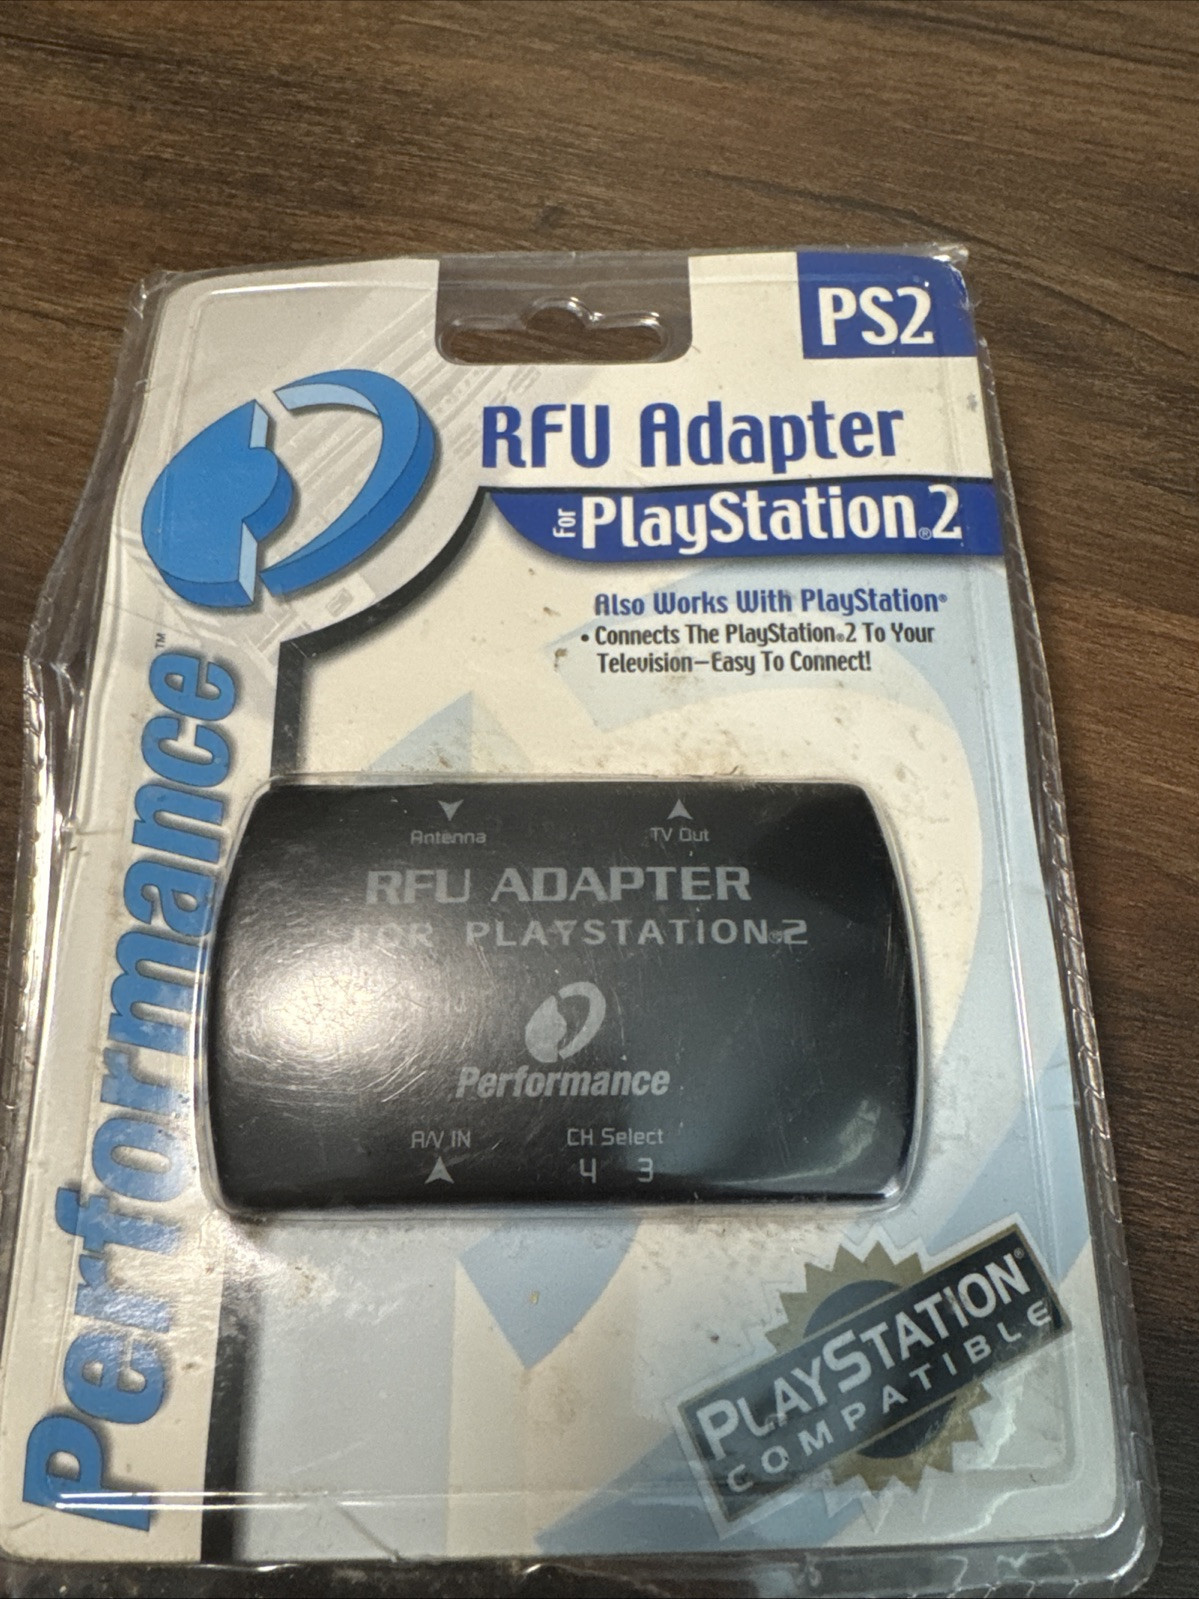 PS2
RFU Adapter
For PlayStation®2
Also Works With PlayStation®
• Connects The PlayStation®2 To Your
Television—Easy To Connect!
Performance™
Antenna
TV Out
RFU ADAPTER
FOR PLAYSTATION®2
Performance
A/V IN
CH Select
4 3
PLAYSTATION®
COMPATIBLE